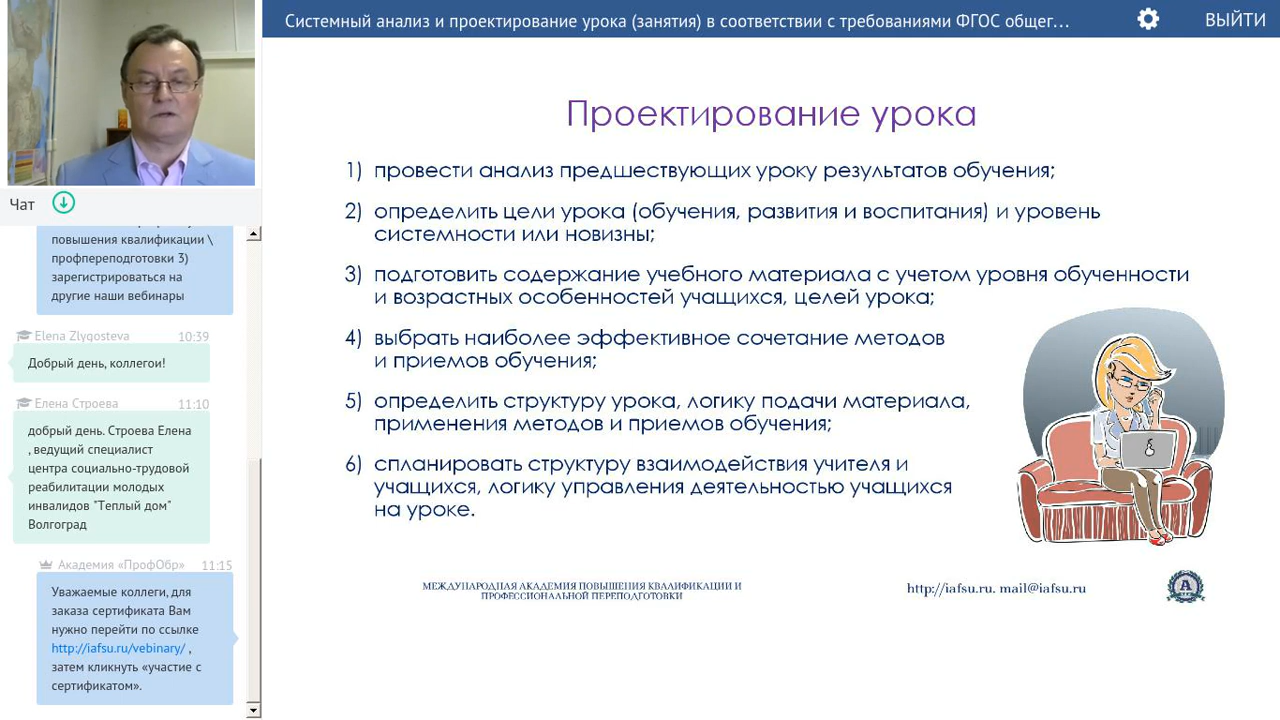 Системный анализ и проектирование урока (занятия) в соответствии с требованиями ФГОС общег...
ВЫЙТИ
Чат
повышения квалификации \
профпереподготовки 3)
зарегистрироваться на
другие наши вебинары
Elena Zlygosteva 10:39
Добрый день, коллегои!
Елена Строева 11:10
добрый день. Строева Елена
, ведущий специалист
центра социально-трудовой
реабилитации молодых
инвалидов "Теплый дом"
Волгоград
Академия «ПрофОбр» 11:15
Уважаемые коллеги, для
заказа сертификата Вам
нужно перейти по ссылке
http://iafsu.ru/vebinary/ ,
затем кликнуть «участие с
сертификатом».
Проектирование урока
1) провести анализ предшествующих уроку результатов обучения;
2) определить цели урока (обучения, развития и воспитания) и уровень
системности или новизны;
3) подготовить содержание учебного материала с учетом уровня обученности
и возрастных особенностей учащихся, целей урока;
4) выбрать наиболее эффективное сочетание методов
и приемов обучения;
5) определить структуру урока, логику подачи материала,
применения методов и приемов обучения;
6) спланировать структуру взаимодействия учителя и
учащихся, логику управления деятельностью учащихся
на уроке.
МЕЖДУНАРОДНАЯ АКАДЕМИЯ ПОВЫШЕНИЯ КВАЛИФИКАЦИИ И
ПРОФЕССИОНАЛЬНОЙ ПЕРЕПОДГОТОВКИ
http://iafsu.ru. mail@iafsu.ru